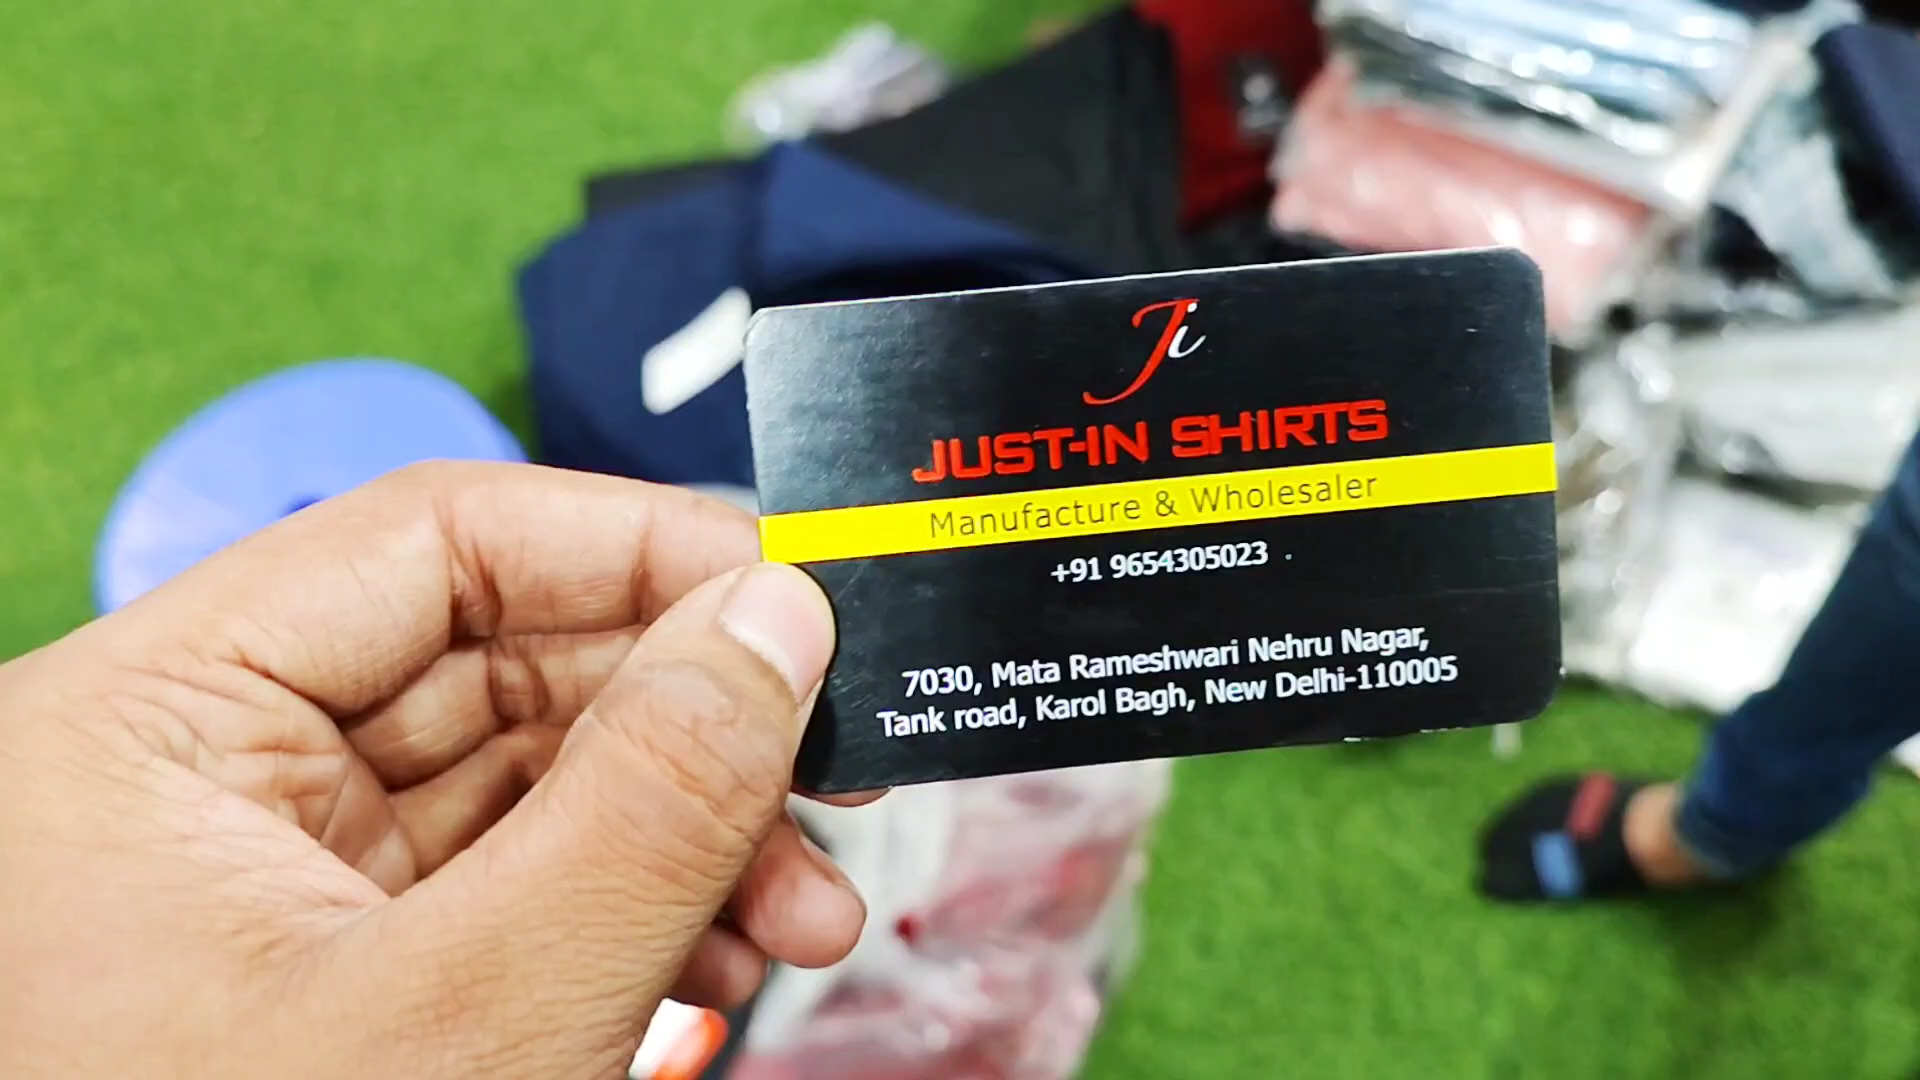 Ji
JUST-IN SHIRTS
Manufacture & Wholesaler
+91 9654305023
7030, Mata Rameshwari Nehru Nagar,
Tank road, Karol Bagh, New Delhi-110005